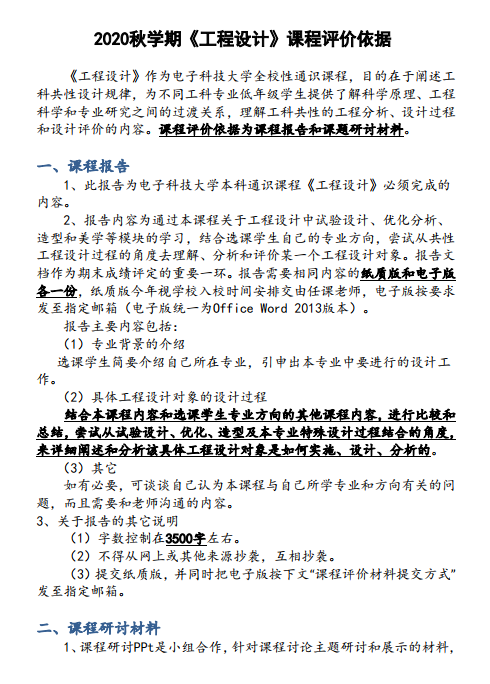 2020秋学期《工程设计》课程评价依据
《工程设计》作为电子科技大学全校性通识课程，目的在于阐述工
科共性设计规律，为不同工科专业低年级学生提供了解科学原理、工程
科学和专业研究之间的过渡关系，理解工科共性的工程分析、设计过程
和设计评价的内容。课程评价依据为课程报告和课题研讨材料。
一、课程报告
1、此报告为电子科技大学本科通识课程《工程设计》必须完成的
内容。
2、报告内容为通过本课程关于工程设计中试验设计、优化分析、
造型和美学等模块的学习，结合选课学生自己的专业方向，尝试从共性
工程设计过程的角度去理解、分析和评价某一个工程设计对象。报告文
档作为期末成绩评定的重要一环。报告需要相同内容的纸质版和电子版
各一份，纸质版今年视学校入校时间安排交由任课老师，电子版按要求
发至指定邮箱（电子版统一为Office Word 2013版本）。
报告主要内容包括：
（1）专业背景的介绍
选课学生简要介绍自己所在专业，引申出本专业中要进行的设计工
作。
（2）具体工程设计对象的设计过程
结合本课程内容和选课学生专业方向的其他课程内容，进行比较和
总结，尝试从试验设计、优化、造型及本专业特殊设计过程结合的角度，
来详细阐述和分析该具体工程设计对象是如何实施、设计、分析的。
（3）其它
如有必要，可谈谈自己认为本课程与自己所学专业和方向有关的问
题，而且需要和老师沟通的内容。
3、关于报告的其它说明
（1）字数控制在3500字左右。
（2）不得从网上或其他来源抄袭，互相抄袭。
（3）提交纸质版，并同时把电子版按下文“课程评价材料提交方式”
发至指定邮箱。
二、课程研讨材料
1、课程研讨PPt是小组合作，针对课程讨论主题研讨和展示的材料，